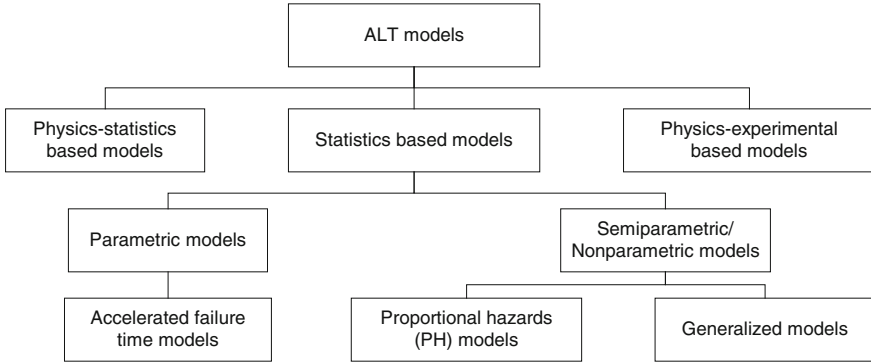 ALT models
Physics-statistics
based models
Statistics based models
Physics-experimental
based models
Parametric models
Semiparametric/
Nonparametric models
Accelerated failure
time models
Proportional hazards
(PH) models
Generalized models